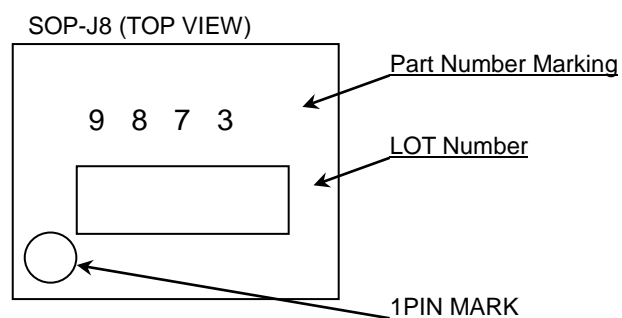 SOP-J8 (TOP VIEW)
Part Number Marking
9 8 7 3
LOT Number
1PIN MARK